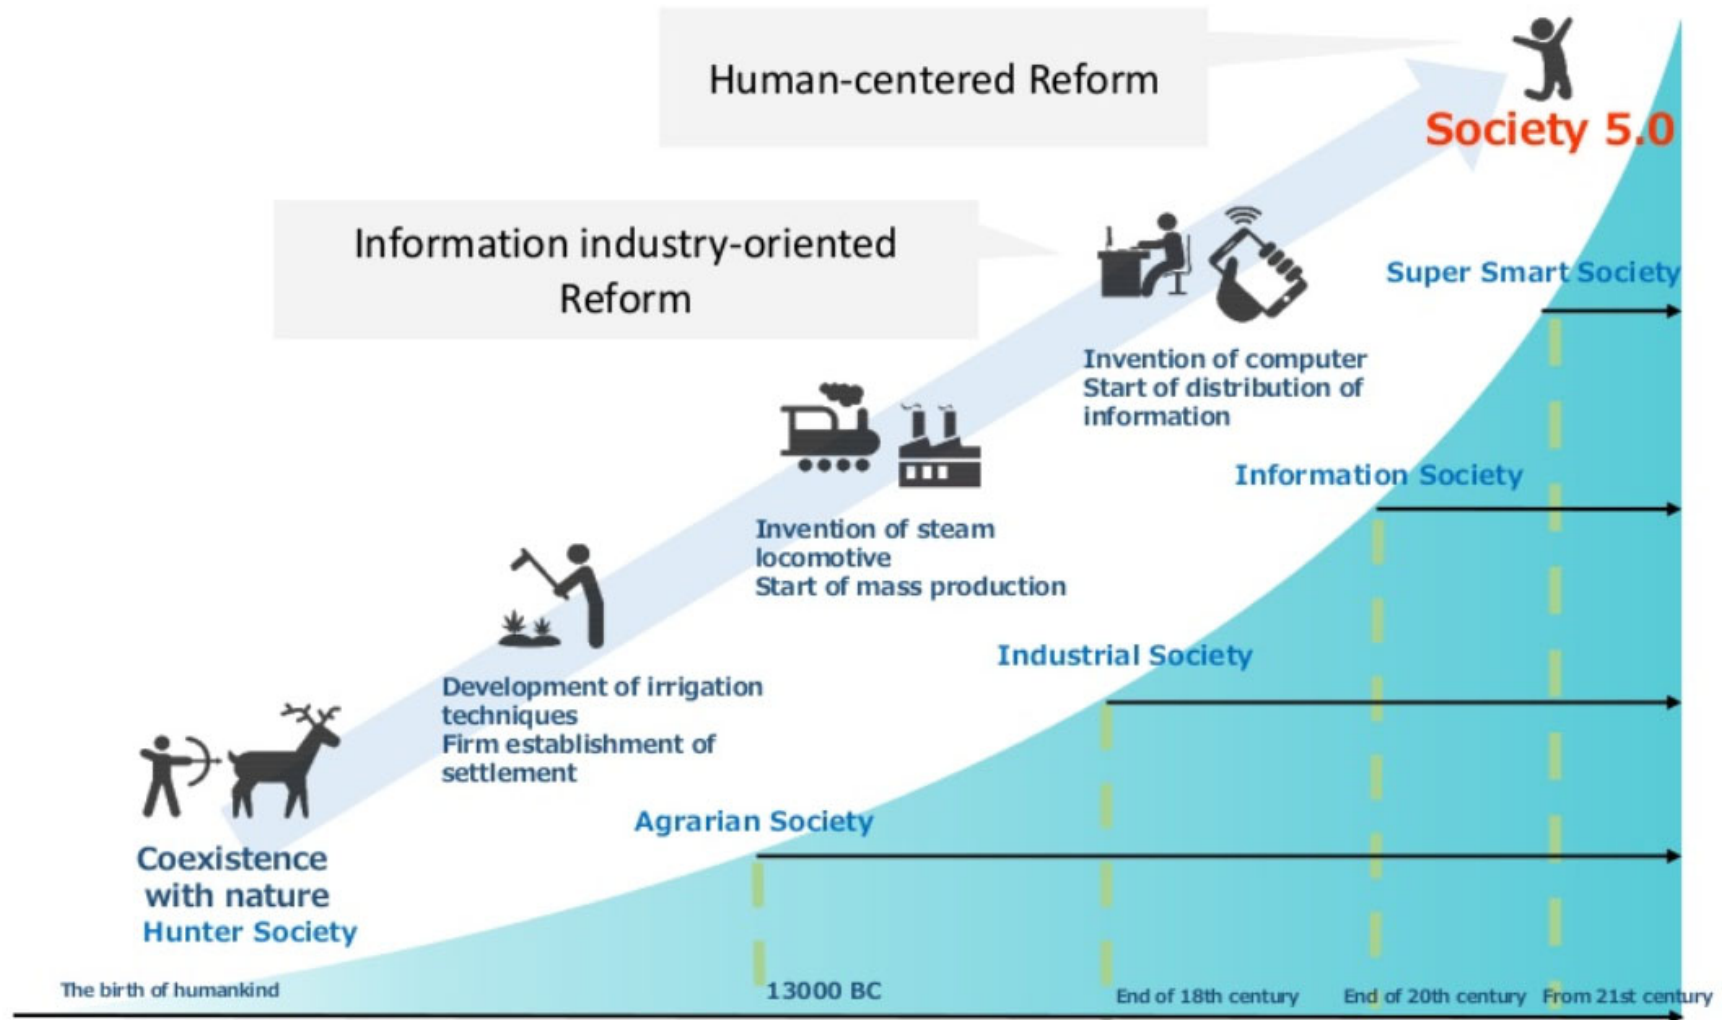 Human-centered Reform
Society 5.0
Information industry-oriented
Reform
Super Smart Society
Invention of computer
Start of distribution of
information
Information Society
Invention of steam
locomotive
Start of mass production
Industrial Society
Development of irrigation
techniques
Firm establishment of
settlement
Agrarian Society
Coexistence
with nature
Hunter Society
The birth of humankind
13000 BC
End of 18th century
End of 20th century
From 21st century